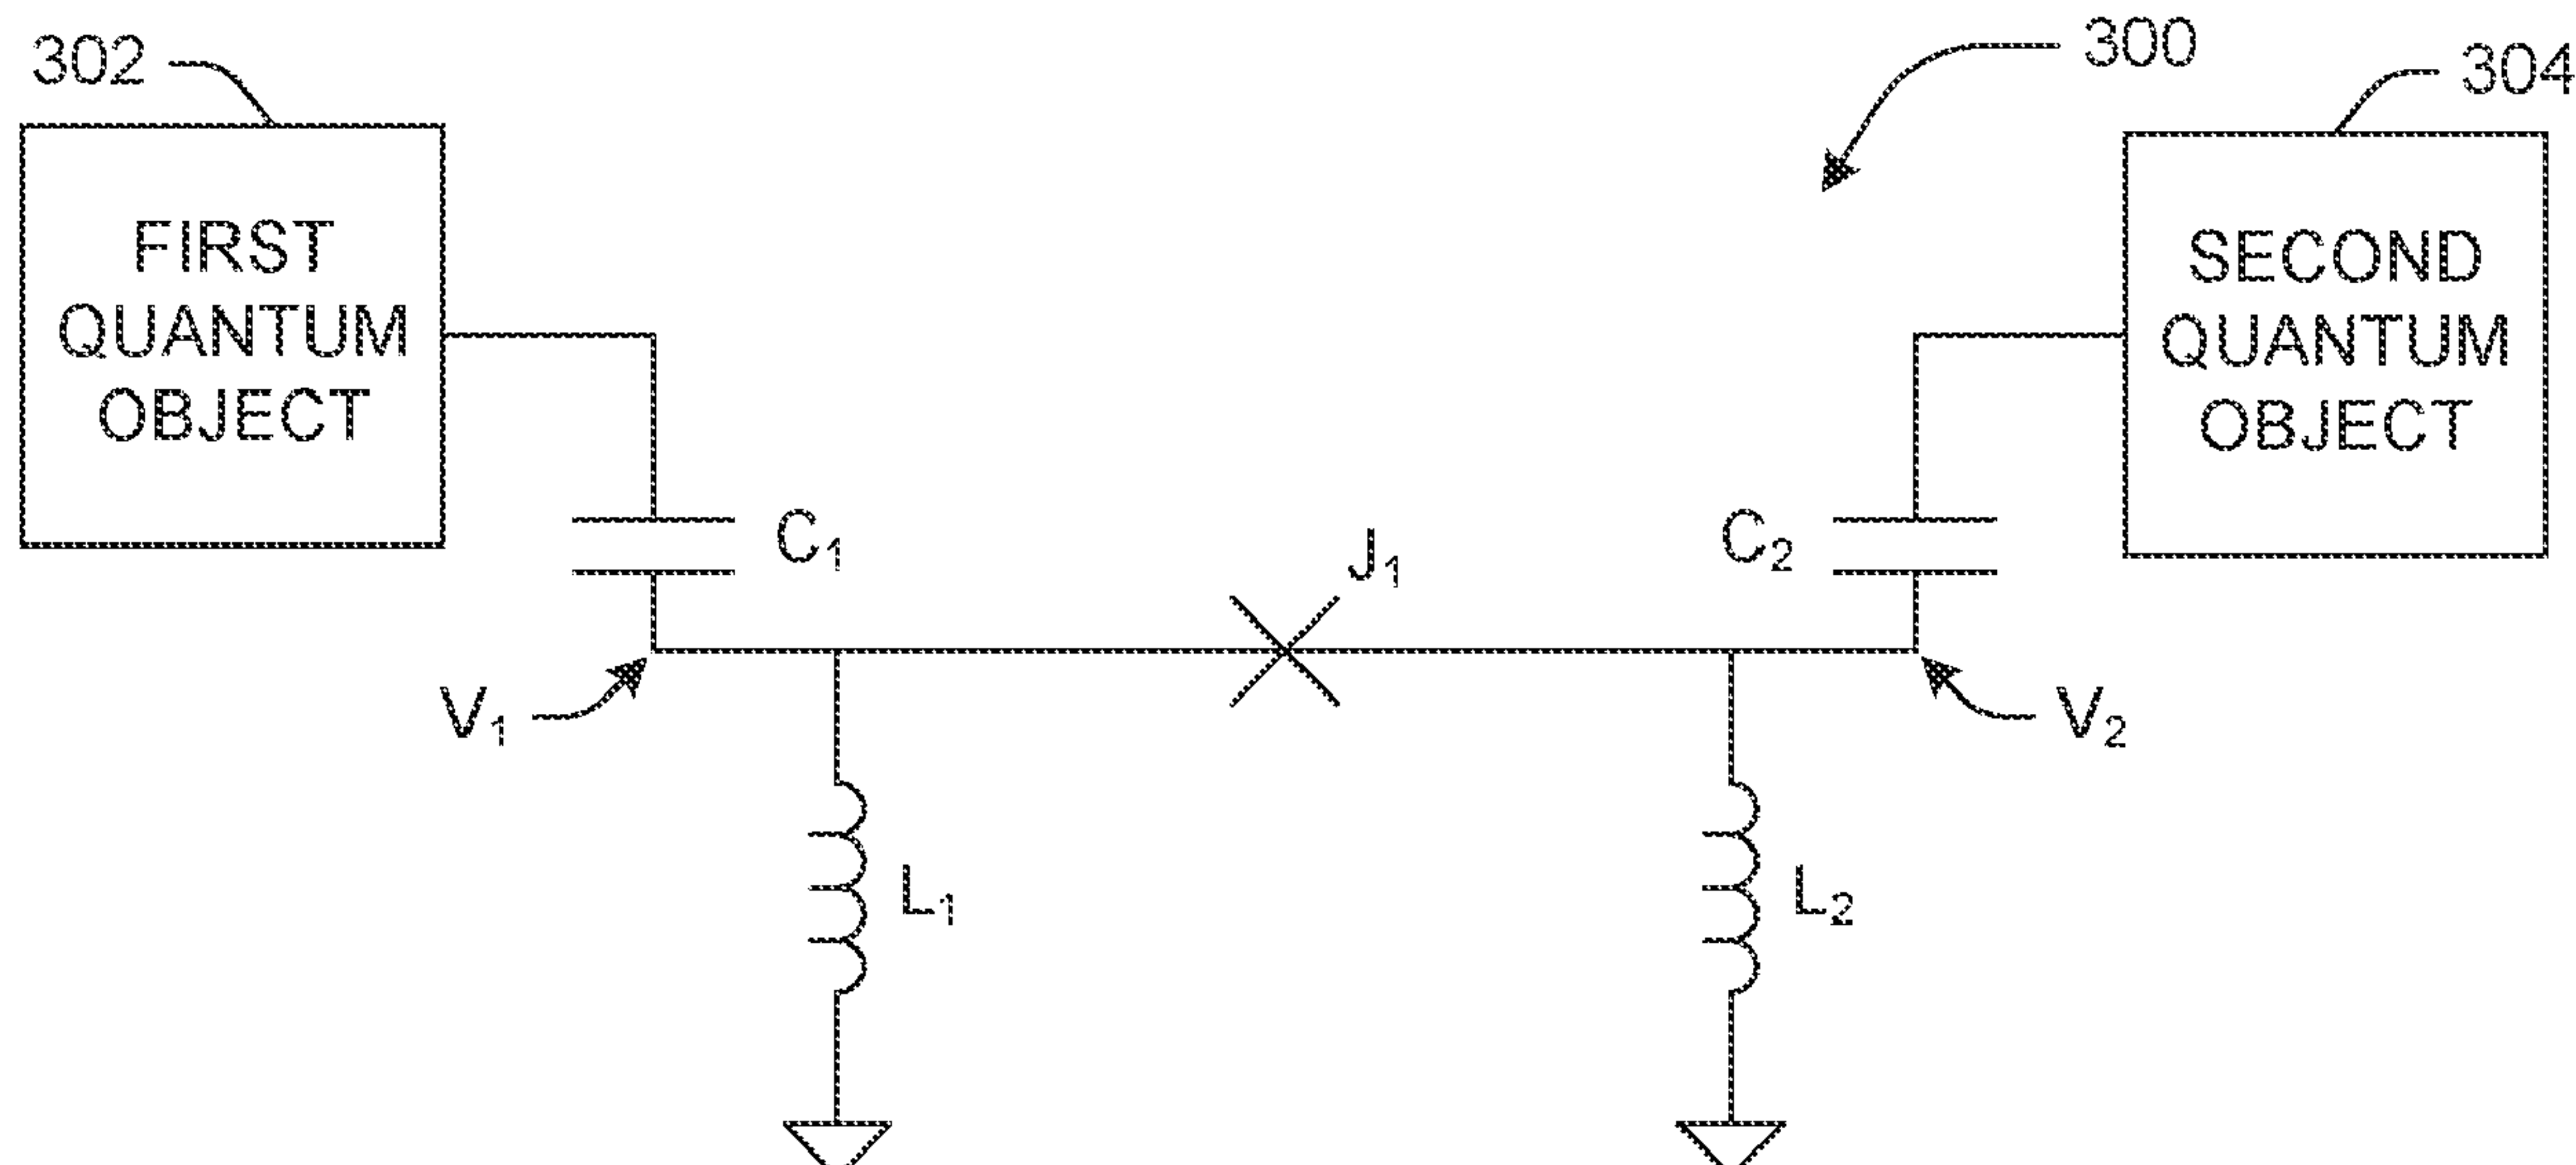 302
300
304
FIRST
QUANTUM
OBJECT
SECOND
QUANTUM
OBJECT
C₁
J₁
C₂
V₁
V₂
L₁
L₂